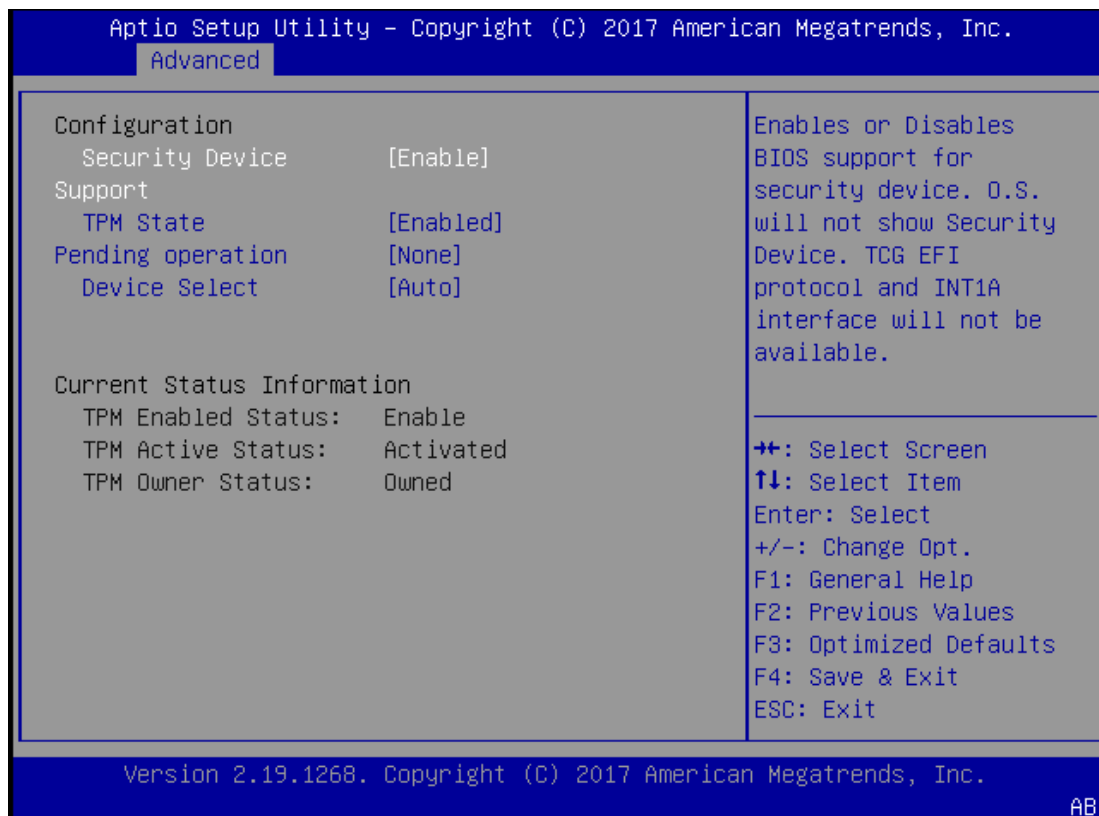 Aptio Setup Utility – Copyright (C) 2017 American Megatrends, Inc.
Advanced
Configuration
Security Device [Enable]
Support
TPM State [Enabled]
Pending operation [None]
Device Select [Auto]
Current Status Information
TPM Enabled Status: Enable
TPM Active Status: Activated
TPM Owner Status: Owned
Enables or Disables
BIOS support for
security device. O.S.
will not show Security
Device. TCG EFI
protocol and INT1A
interface will not be
available.
→←: Select Screen
↑↓: Select Item
Enter: Select
+/-: Change Opt.
F1: General Help
F2: Previous Values
F3: Optimized Defaults
F4: Save & Exit
ESC: Exit
Version 2.19.1268. Copyright (C) 2017 American Megatrends, Inc.
AB